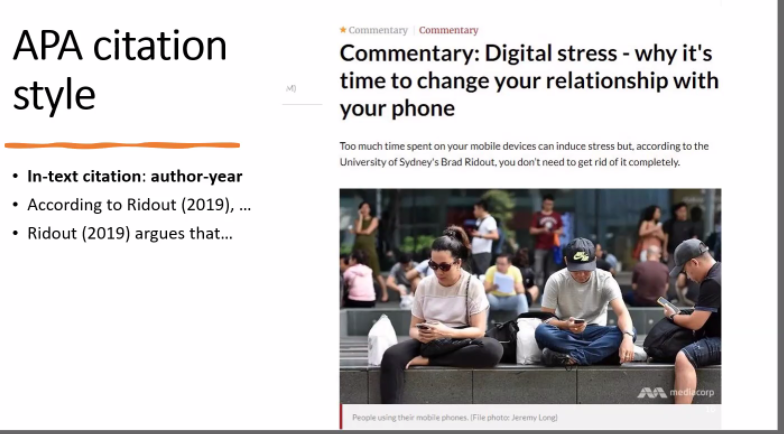 APA citation
style
• In-text citation: author-year
• According to Ridout (2019), ...
• Ridout (2019) argues that...
Commentary | Commentary
Commentary: Digital stress - why it's
time to change your relationship with
your phone
Too much time spent on your mobile devices can induce stress but, according to the
University of Sydney's Brad Ridout, you don't need to get rid of it completely.
mediacorp
People using their mobile phones. (File photo: Jeremy Long)